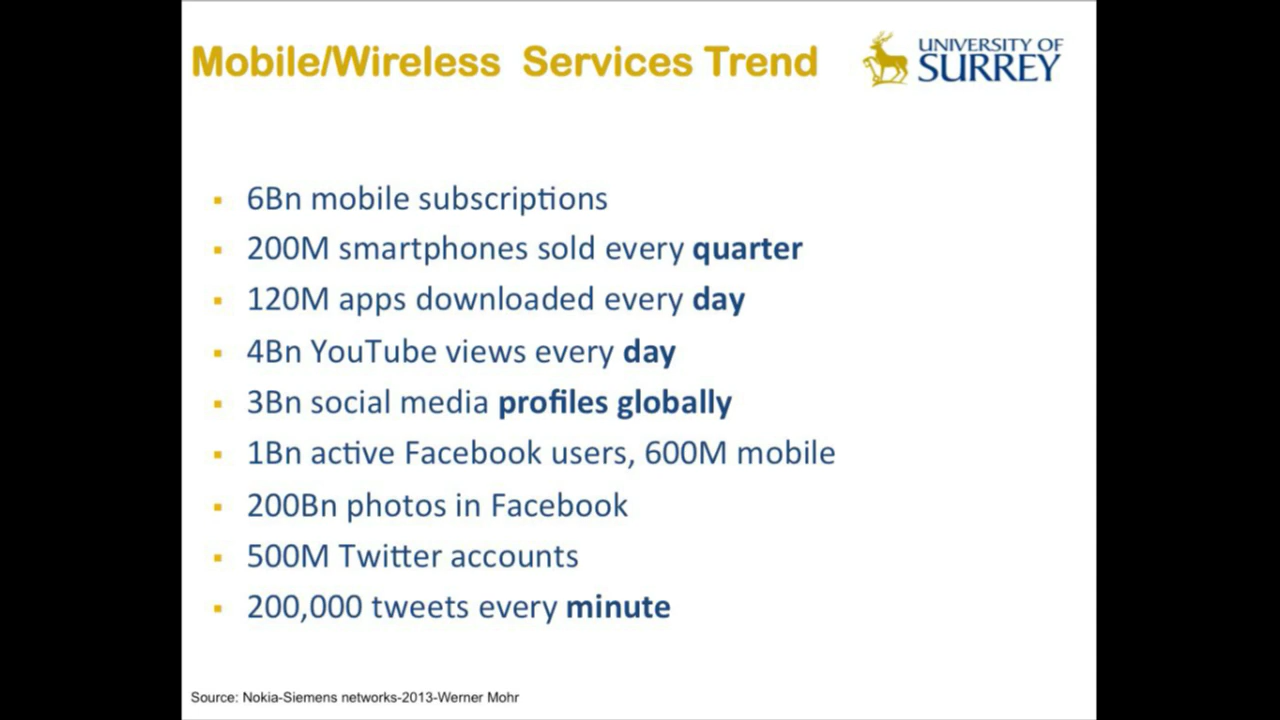 Mobile/Wireless Services Trend
UNIVERSITY OF
SURREY
6Bn mobile subscriptions
200M smartphones sold every quarter
120M apps downloaded every day
4Bn YouTube views every day
3Bn social media profiles globally
1Bn active Facebook users, 600M mobile
200Bn photos in Facebook
500M Twitter accounts
200,000 tweets every minute
Source: Nokia-Siemens networks-2013-Werner Mohr